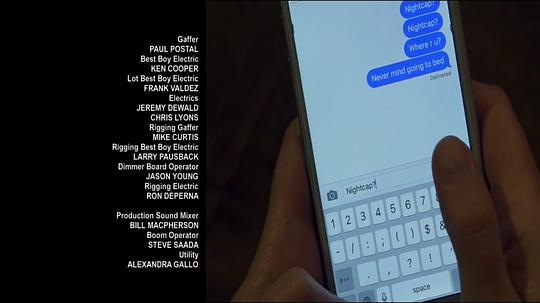 Gaffer
PAUL POSTAL
Best Boy Electric
KEN COOPER
Lot Best Boy Electric
FRANK VALDEZ
Electrics
JEREMY DEWALD
CHRIS LYONS
Rigging Gaffer
MIKE CURTIS
Rigging Best Boy Electric
LARRY PAUSBACK
Dimmer Board Operator
JASON YOUNG
Rigging Electric
RON DEPERNA
Production Sound Mixer
BILL MACPHERSON
Boom Operator
STEVE SAADA
Utility
ALEXANDRA GALLO
Nightcap?
Nightcap?
Where r u?
Never mind going to bed
Delivered
Nightcap?
1 2 3 4 5 6 7 8
- / : ; ( ) $ &
#+= . , ? !
123 space